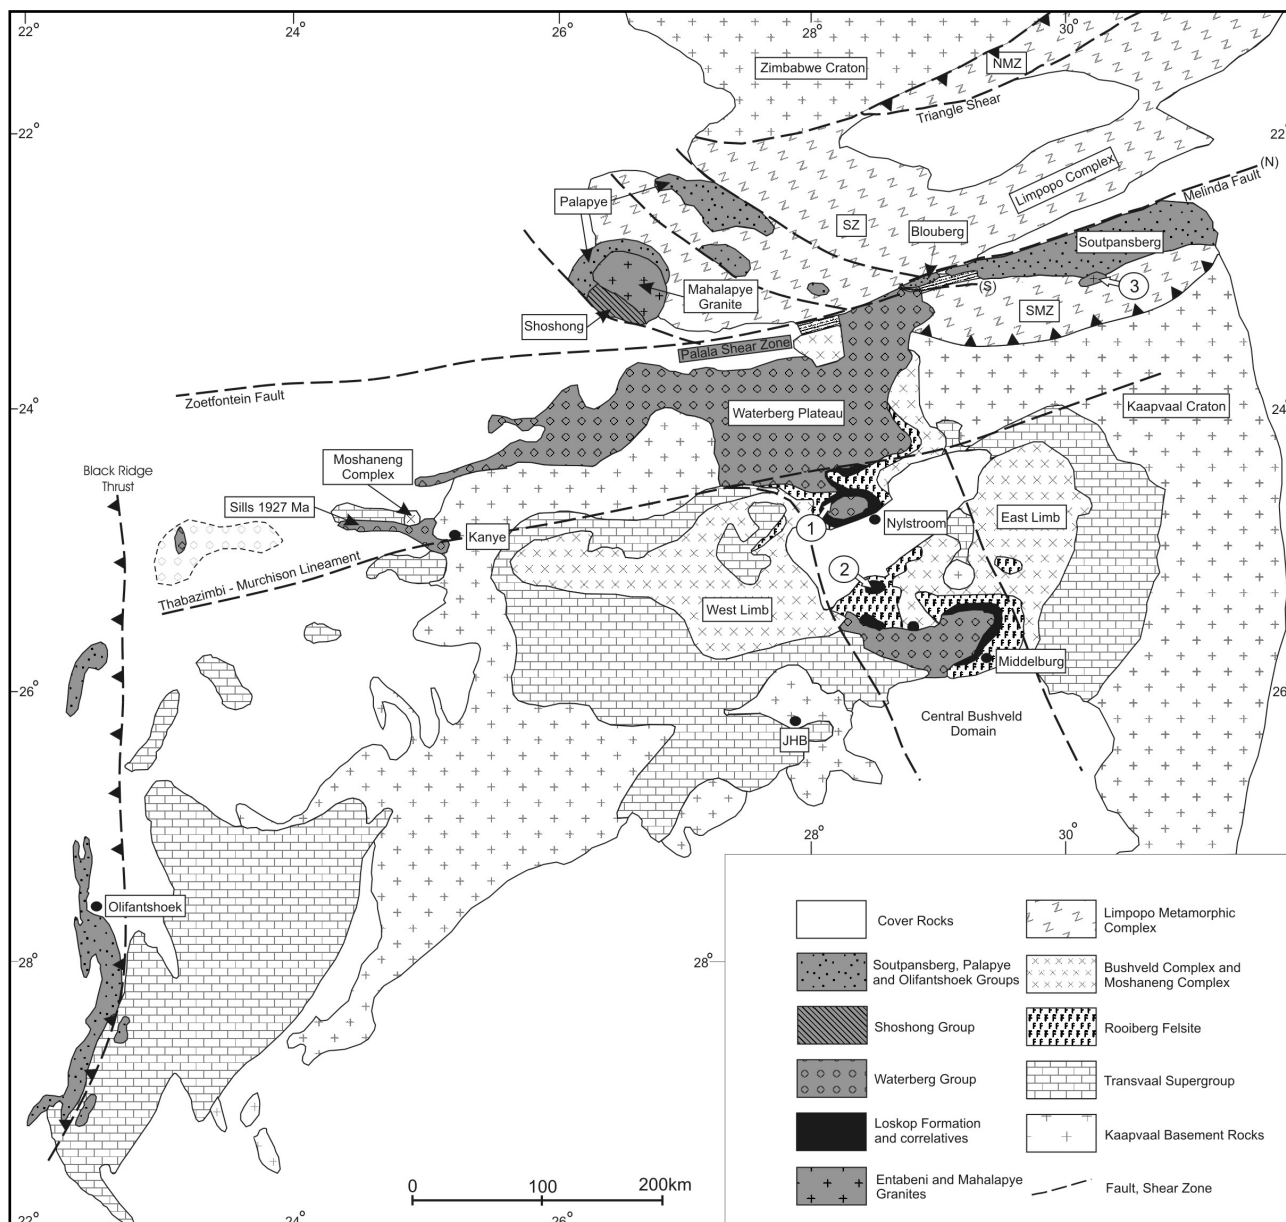 22°
24°
26°
28°
30°
22°
22°
Zimbabwe Craton
NMZ
Triangle Shear
Limpopo Complex
(N)
Melinda Fault
Palapye
SZ
Blouberg
Soutpansberg
Mahalapye
Granite
(S)
3
Shoshong
SMZ
Palala Shear Zone
Zoetfontein Fault
24°
24°
Waterberg Plateau
Kaapvaal Craton
Moshaneng
Complex
Black Ridge
Thrust
Sills 1927 Ma
Kanye
1
Nylstroom
East Limb
2
Thabazimbi - Murchison Lineament
West Limb
Middelburg
26°
26
Central Bushveld
Domain
JHB
28°
30°
Olifantshoek
28°
28°
Cover Rocks
Soutpansberg, Palapye
and Olifantshoek Groups
Shoshong Group
Waterberg Group
Loskop Formation
and correlatives
Entabeni and Mahalapye
Granites
Limpopo Metamorphic
Complex
Bushveld Complex and
Moshaneng Complex
Rooiberg Felsite
Transvaal Supergroup
Kaapvaal Basement Rocks
Fault, Shear Zone
0 100 200km
22°
24°
26°